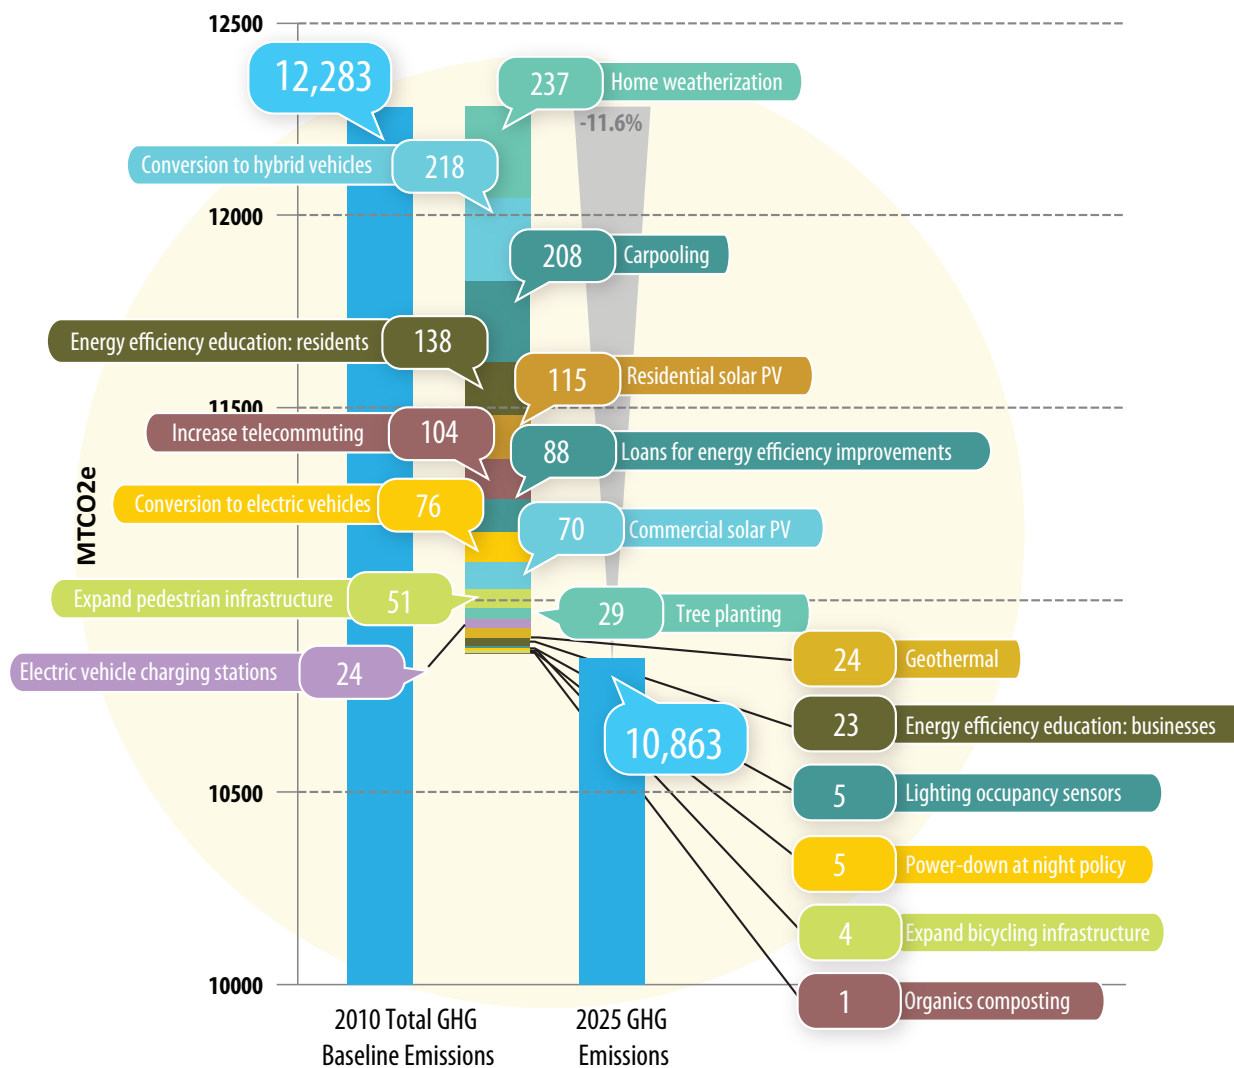 12500
12,283
237 Home weatherization
-11.6%
Conversion to hybrid vehicles 218
12000
208 Carpooling
Energy efficiency education: residents 138
115 Residential solar PV
11500
Increase telecommuting 104
88 Loans for energy efficiency improvements
MTCO2e
Conversion to electric vehicles 76
70 Commercial solar PV
Expand pedestrian infrastructure 51
29 Tree planting
Electric vehicle charging stations 24
24 Geothermal
23 Energy efficiency education: businesses
10,863
10500
5 Lighting occupancy sensors
5 Power-down at night policy
4 Expand bicycling infrastructure
10000
1 Organics composting
2010 Total GHG
Baseline Emissions
2025 GHG
Emissions